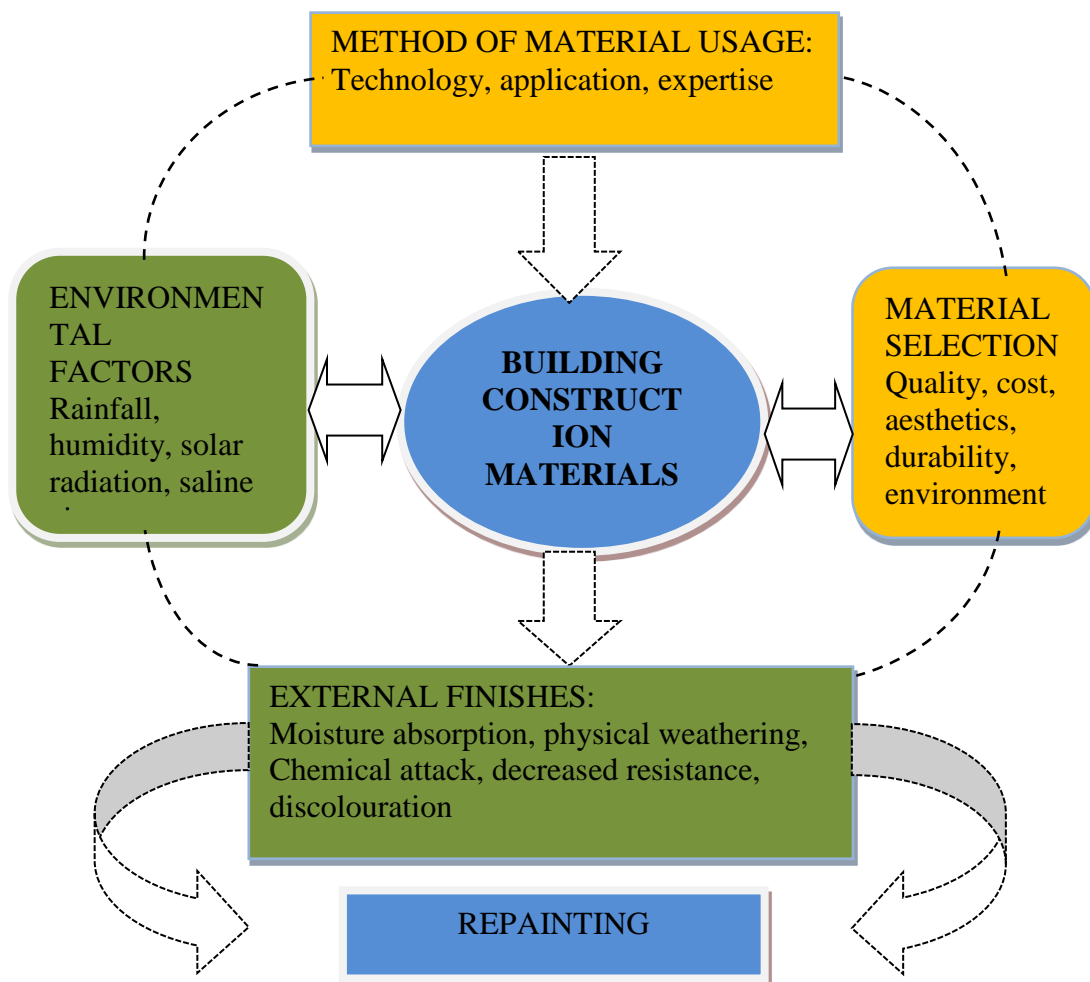 METHOD OF MATERIAL USAGE:
Technology, application, expertise
ENVIRONMEN
TAL
FACTORS
Rainfall,
humidity, solar
radiation, saline
BUILDING
CONSTRUCT
ION
MATERIALS
MATERIAL
SELECTION
Quality, cost,
aesthetics,
durability,
environment
EXTERNAL FINISHES:
Moisture absorption, physical weathering,
Chemical attack, decreased resistance,
discolouration
REPAINTING